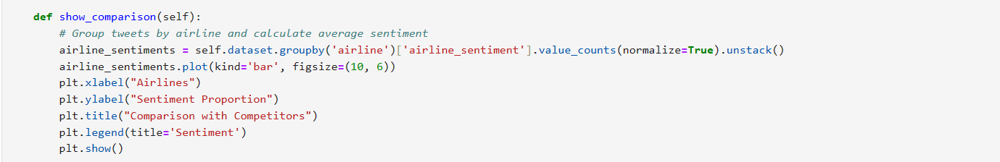 def show_comparison(self):
    # Group tweets by airline and calculate average sentiment
    airline_sentiments = self.dataset.groupby('airline')['airline_sentiment'].value_counts(normalize=True).unstack()
    airline_sentiments.plot(kind='bar', figsize=(10, 6))
    plt.xlabel("Airlines")
    plt.ylabel("Sentiment Proportion")
    plt.title("Comparison with Competitors")
    plt.legend(title='Sentiment')
    plt.show()